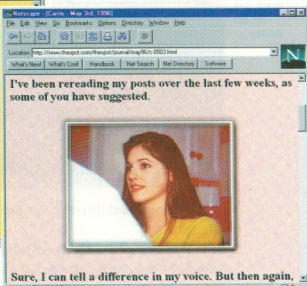 Netscape - [Carrie - May 3rd, 1996]
File Edit View Go Bookmarks Options Directory Window Help
Location: http://www.thespot.com/thespot/journal/may96/c-0503.html
N
What's New! What's Cool! Handbook Net Search Net Directory Software
I've been rereading my posts over the last few weeks, as
some of you have suggested.
Sure, I can tell a difference in my voice. But then again,